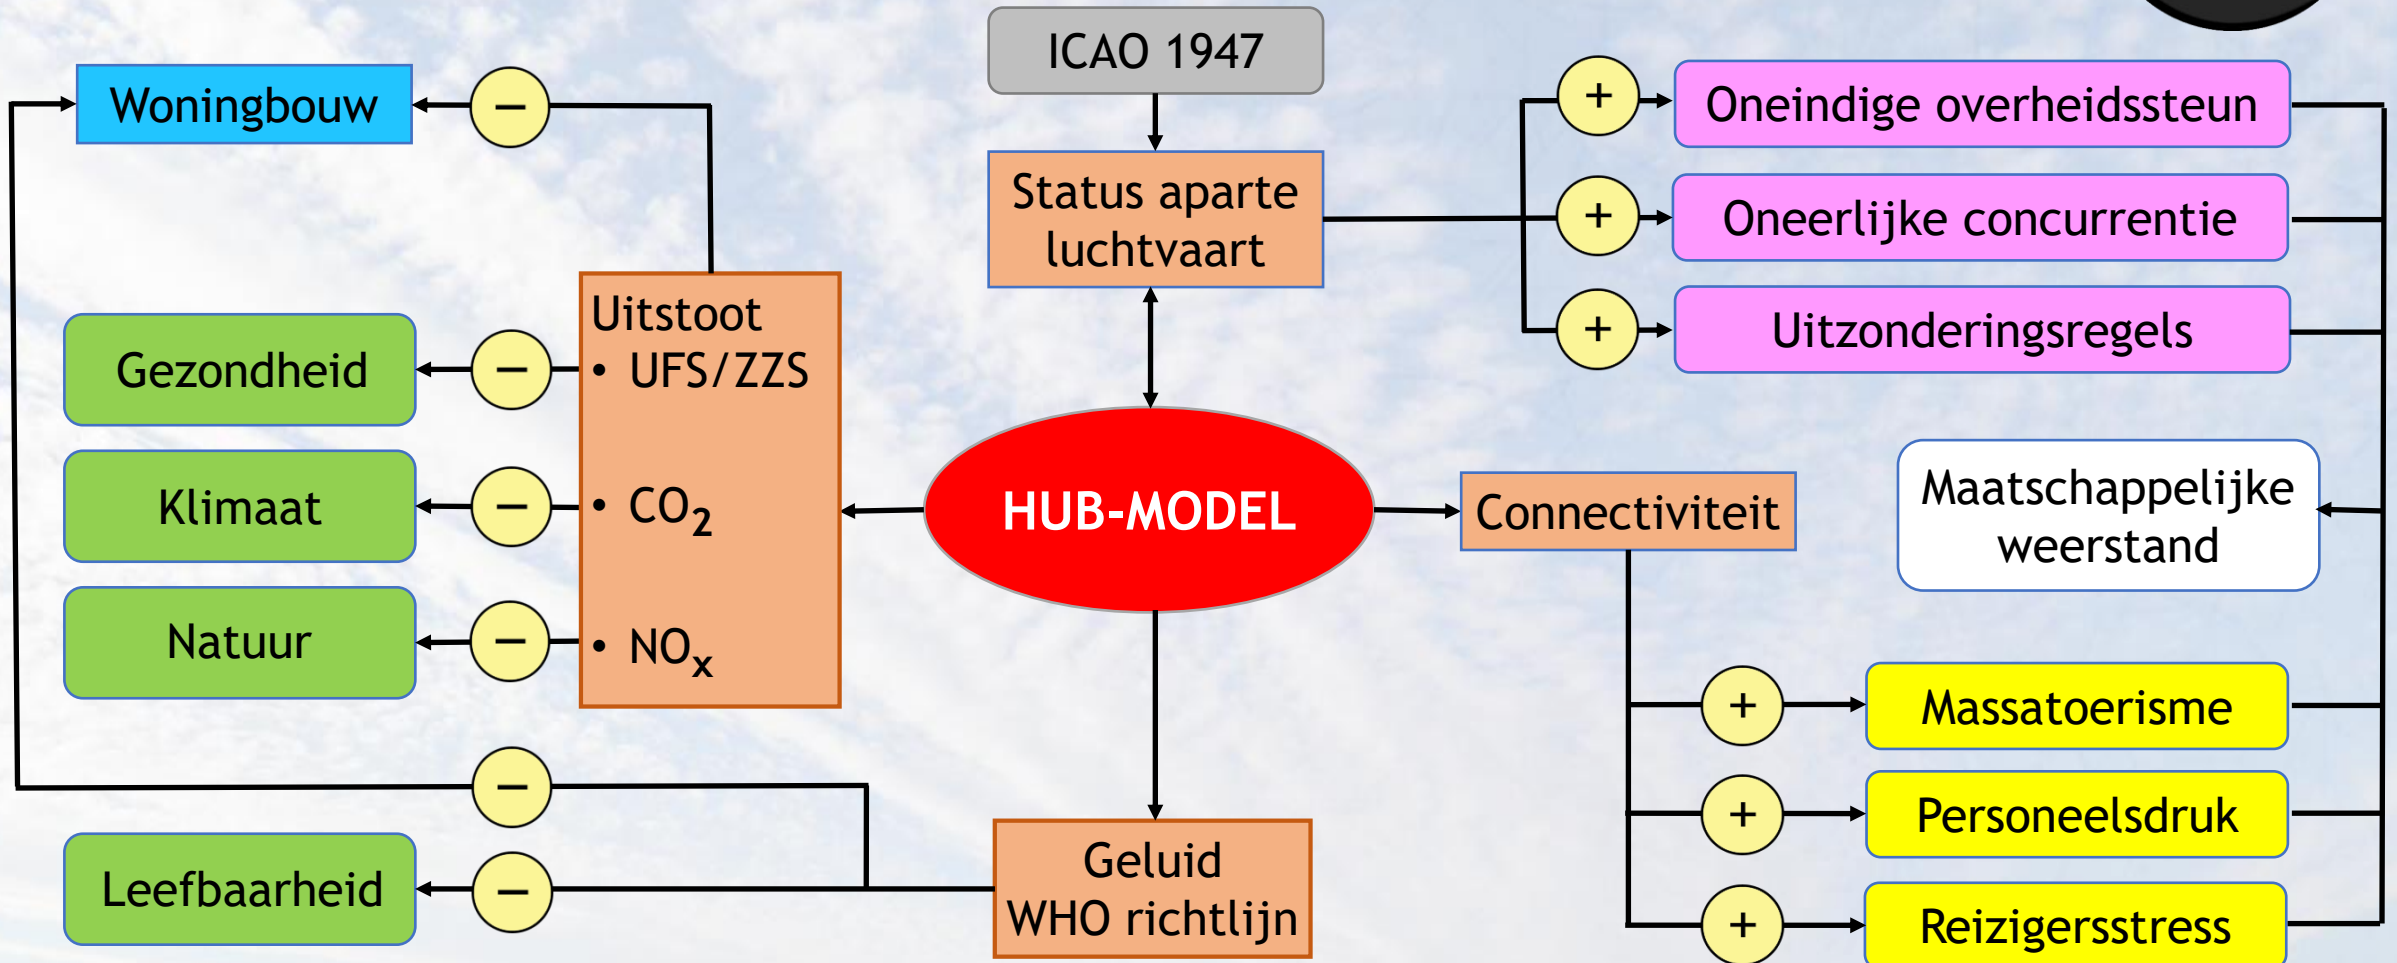 ICAO 1947
Woningbouw
–
+
Oneindige overheidssteun
Status aparte
luchtvaart
+
Oneerlijke concurrentie
+
Uitzonderingsregels
Uitstoot
• UFS/ZZS
• CO₂
• NOₓ
Gezondheid
–
Klimaat
–
Natuur
–
HUB-MODEL
Connectiviteit
Maatschappelijke
weerstand
+
Massatoerisme
+
Personeelsdruk
+
Reizigersstress
–
Leefbaarheid
–
Geluid
WHO richtlijn